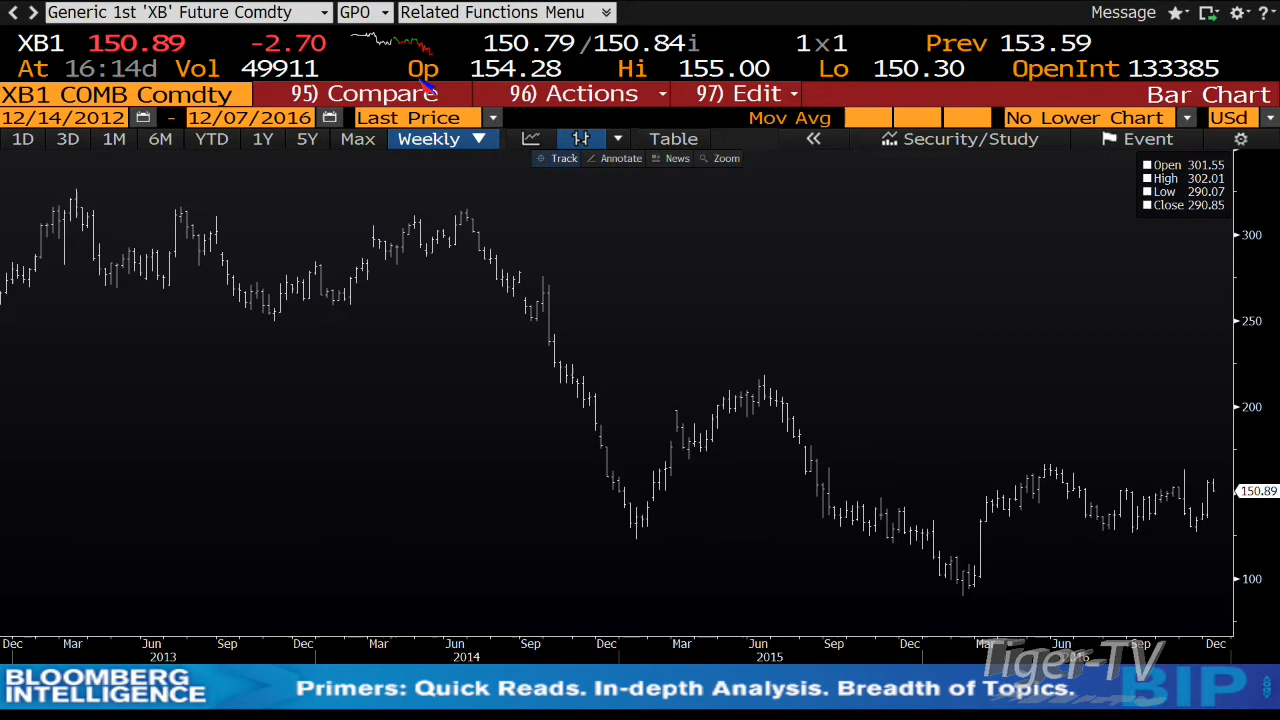 Generic 1st 'XB' Future Comdty GPO Related Functions Menu Message ?
XB1 150.89 -2.70 150.79 /150.84i 1x1 Prev 153.59
At 16:14d Vol 49911 Op 154.28 Hi 155.00 Lo 150.30 OpenInt 133385
XB1 COMB Comdty 95) Compare 96) Actions 97) Edit Bar Chart
12/14/2012 - 12/07/2016 Last Price Mov Avg No Lower Chart USd
1D 3D 1M 6M YTD 1Y 5Y Max Weekly Table Security/Study Event
Track Annotate News Zoom
Open 301.55
High 302.01
Low 290.07
Close 290.85
300
250
200
150.89
100
Dec Mar Jun Sep Dec Mar Jun Sep Dec Mar Jun Sep Dec Mar Jun Sep Dec
2013 2014 2015 2016
Tiger-TV
BLOOMBERG INTELLIGENCE
Primers: Quick Reads. In-depth Analysis. Breadth of Topics.
BIP